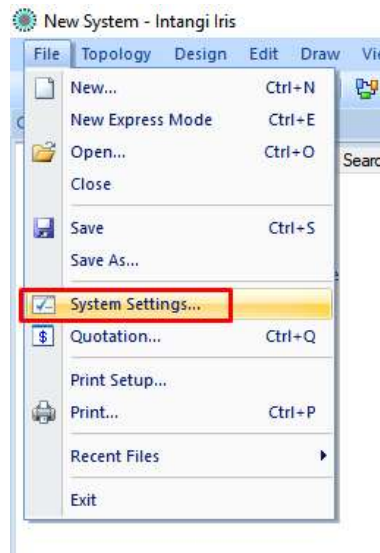 New System - Intangi Iris
File Topology Design Edit Draw
New... Ctrl+N
New Express Mode Ctrl+E
Open... Ctrl+O
Close
Save Ctrl+S
Save As...
System Settings...
Quotation... Ctrl+Q
Print Setup...
Print... Ctrl+P
Recent Files
Exit